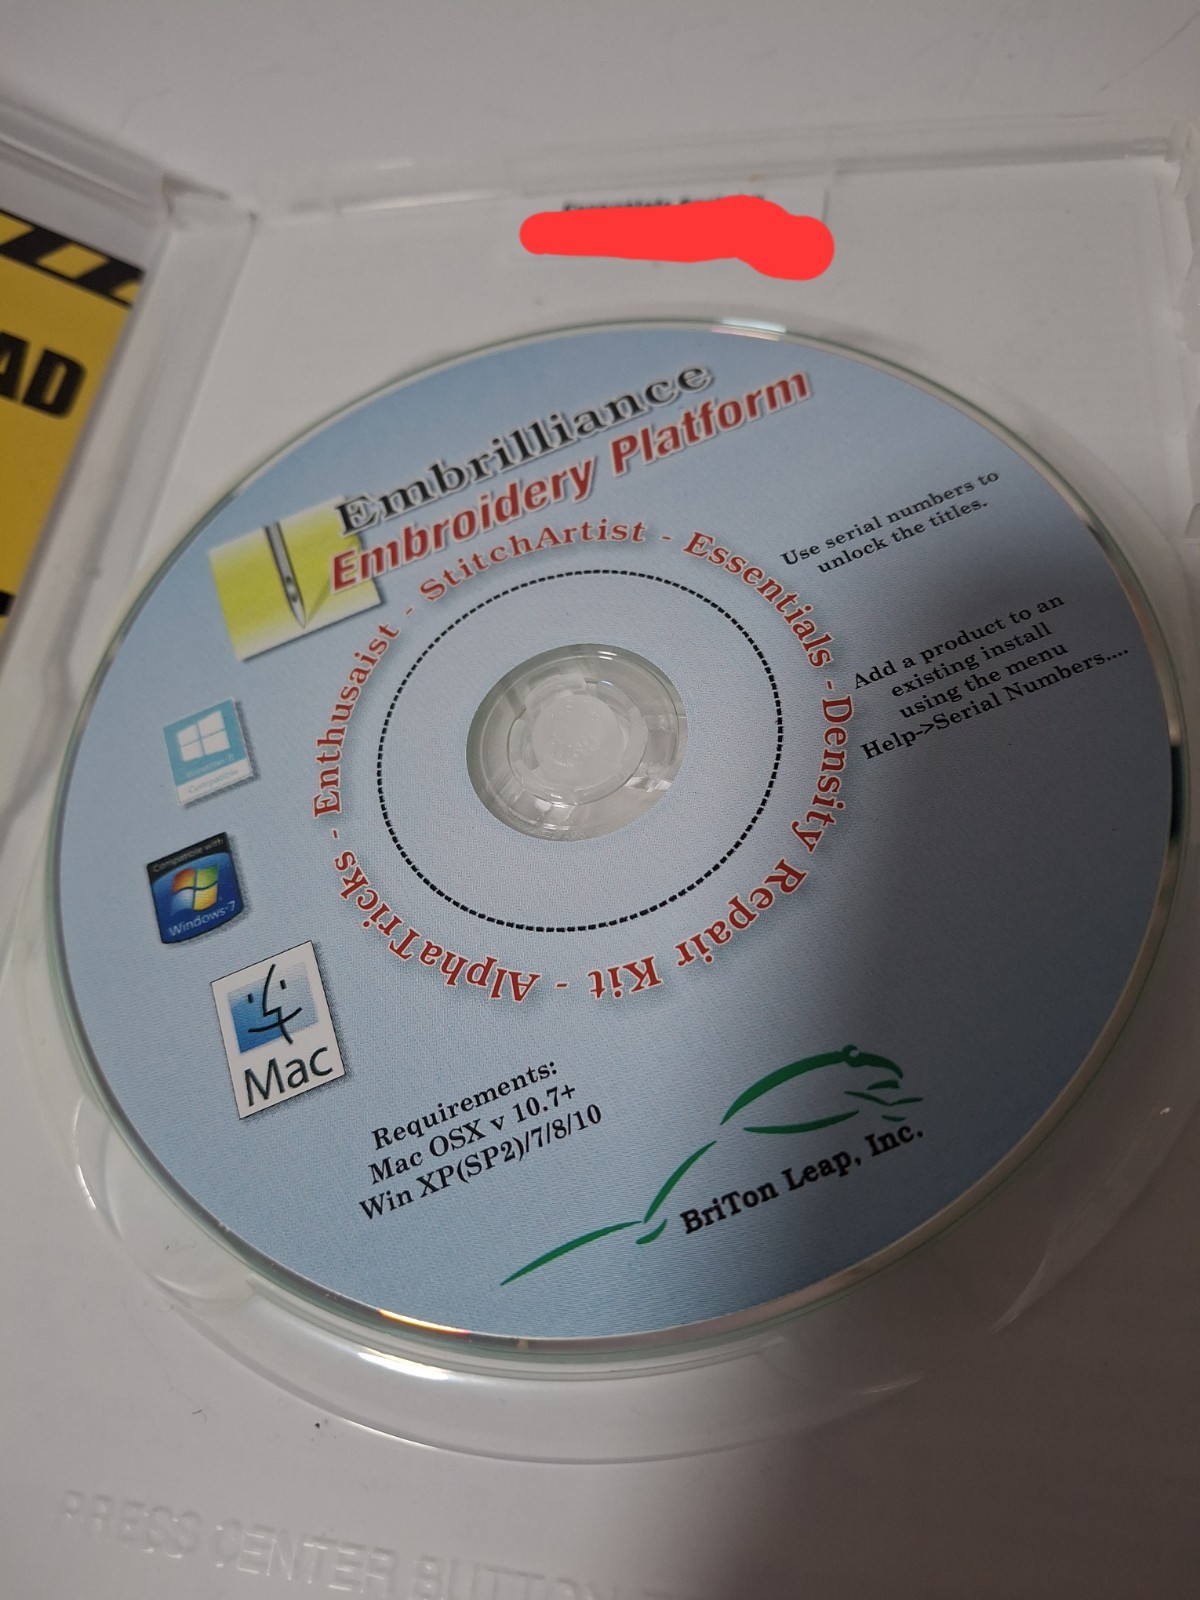 AD
Embrilliance
Embroidery Platform
AlphaTricks - Enthusaist - StitchArtist - Essentials - Density Repair Kit -
Use serial numbers to
unlock the titles.
Add a product to an
existing install
using the menu
Help->Serial Numbers....
Compatible with
Windows 7
Mac
Requirements:
Mac OSX v 10.7+
Win XP(SP2)/7/8/10
BriTon Leap, Inc.
PRESS CENTER BUTTON